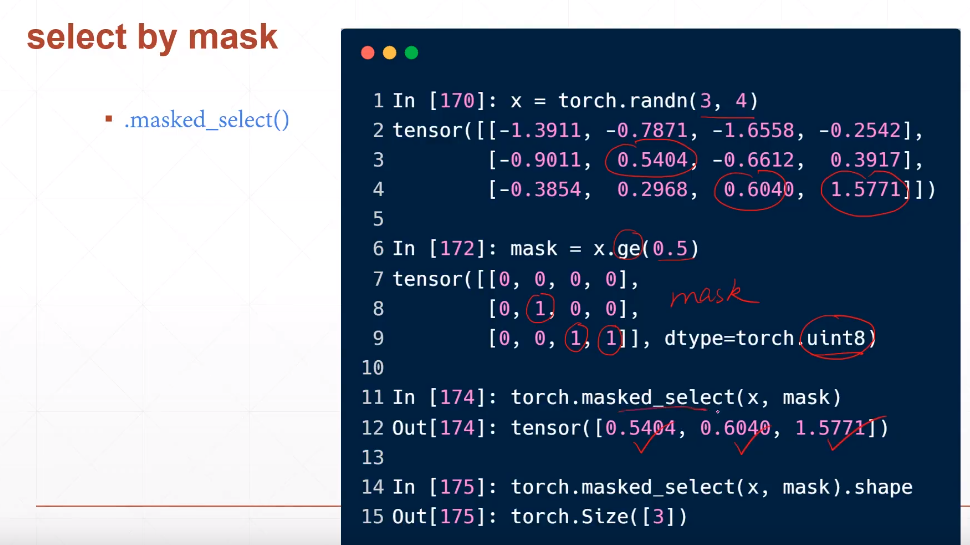 select by mask
▪ .masked_select()
1 In [170]: x = torch.randn(3, 4)
2 tensor([[-1.3911, -0.7871, -1.6558, -0.2542],
3 [-0.9011, 0.5404, -0.6612, 0.3917],
4 [-0.3854, 0.2968, 0.6040, 1.5771]])
5
6 In [172]: mask = x.ge(0.5)
7 tensor([[0, 0, 0, 0],
mask
8 [0, 1, 0, 0],
9 [0, 0, 1, 1]], dtype=torch.uint8)
10
11 In [174]: torch.masked_select(x, mask)
12 Out[174]: tensor([0.5404, 0.6040, 1.5771])
13
14 In [175]: torch.masked_select(x, mask).shape
15 Out[175]: torch.Size([3])